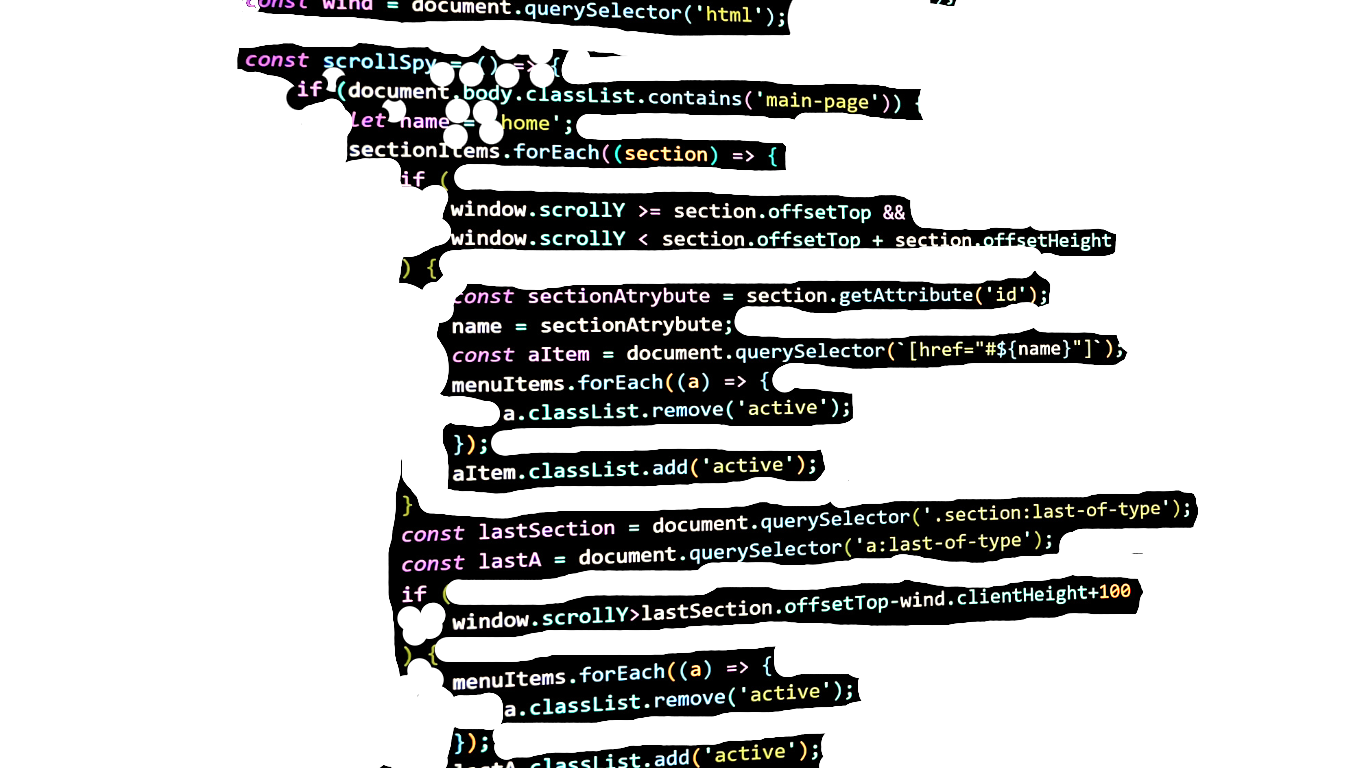 const wind = document.querySelector('html');
const scrollSpy = () => {
if (document.body.classList.contains('main-page')) {
let name = 'home';
sectionItems.forEach((section) => {
if (
window.scrollY >= section.offsetTop &&
window.scrollY < section.offsetTop + section.offsetHeight
) {
const sectionAtrybute = section.getAttribute('id');
name = sectionAtrybute;
const aItem = document.querySelector(`[href="#${name}"]`);
menuItems.forEach((a) => {
a.classList.remove('active');
});
aItem.classList.add('active');
}
const lastSection = document.querySelector('.section:last-of-type');
const lastA = document.querySelector('a:last-of-type');
if (
window.scrollY>lastSection.offsetTop-wind.clientHeight+100
) {
menuItems.forEach((a) => {
a.classList.remove('active');
});
lastA.classList.add('active');